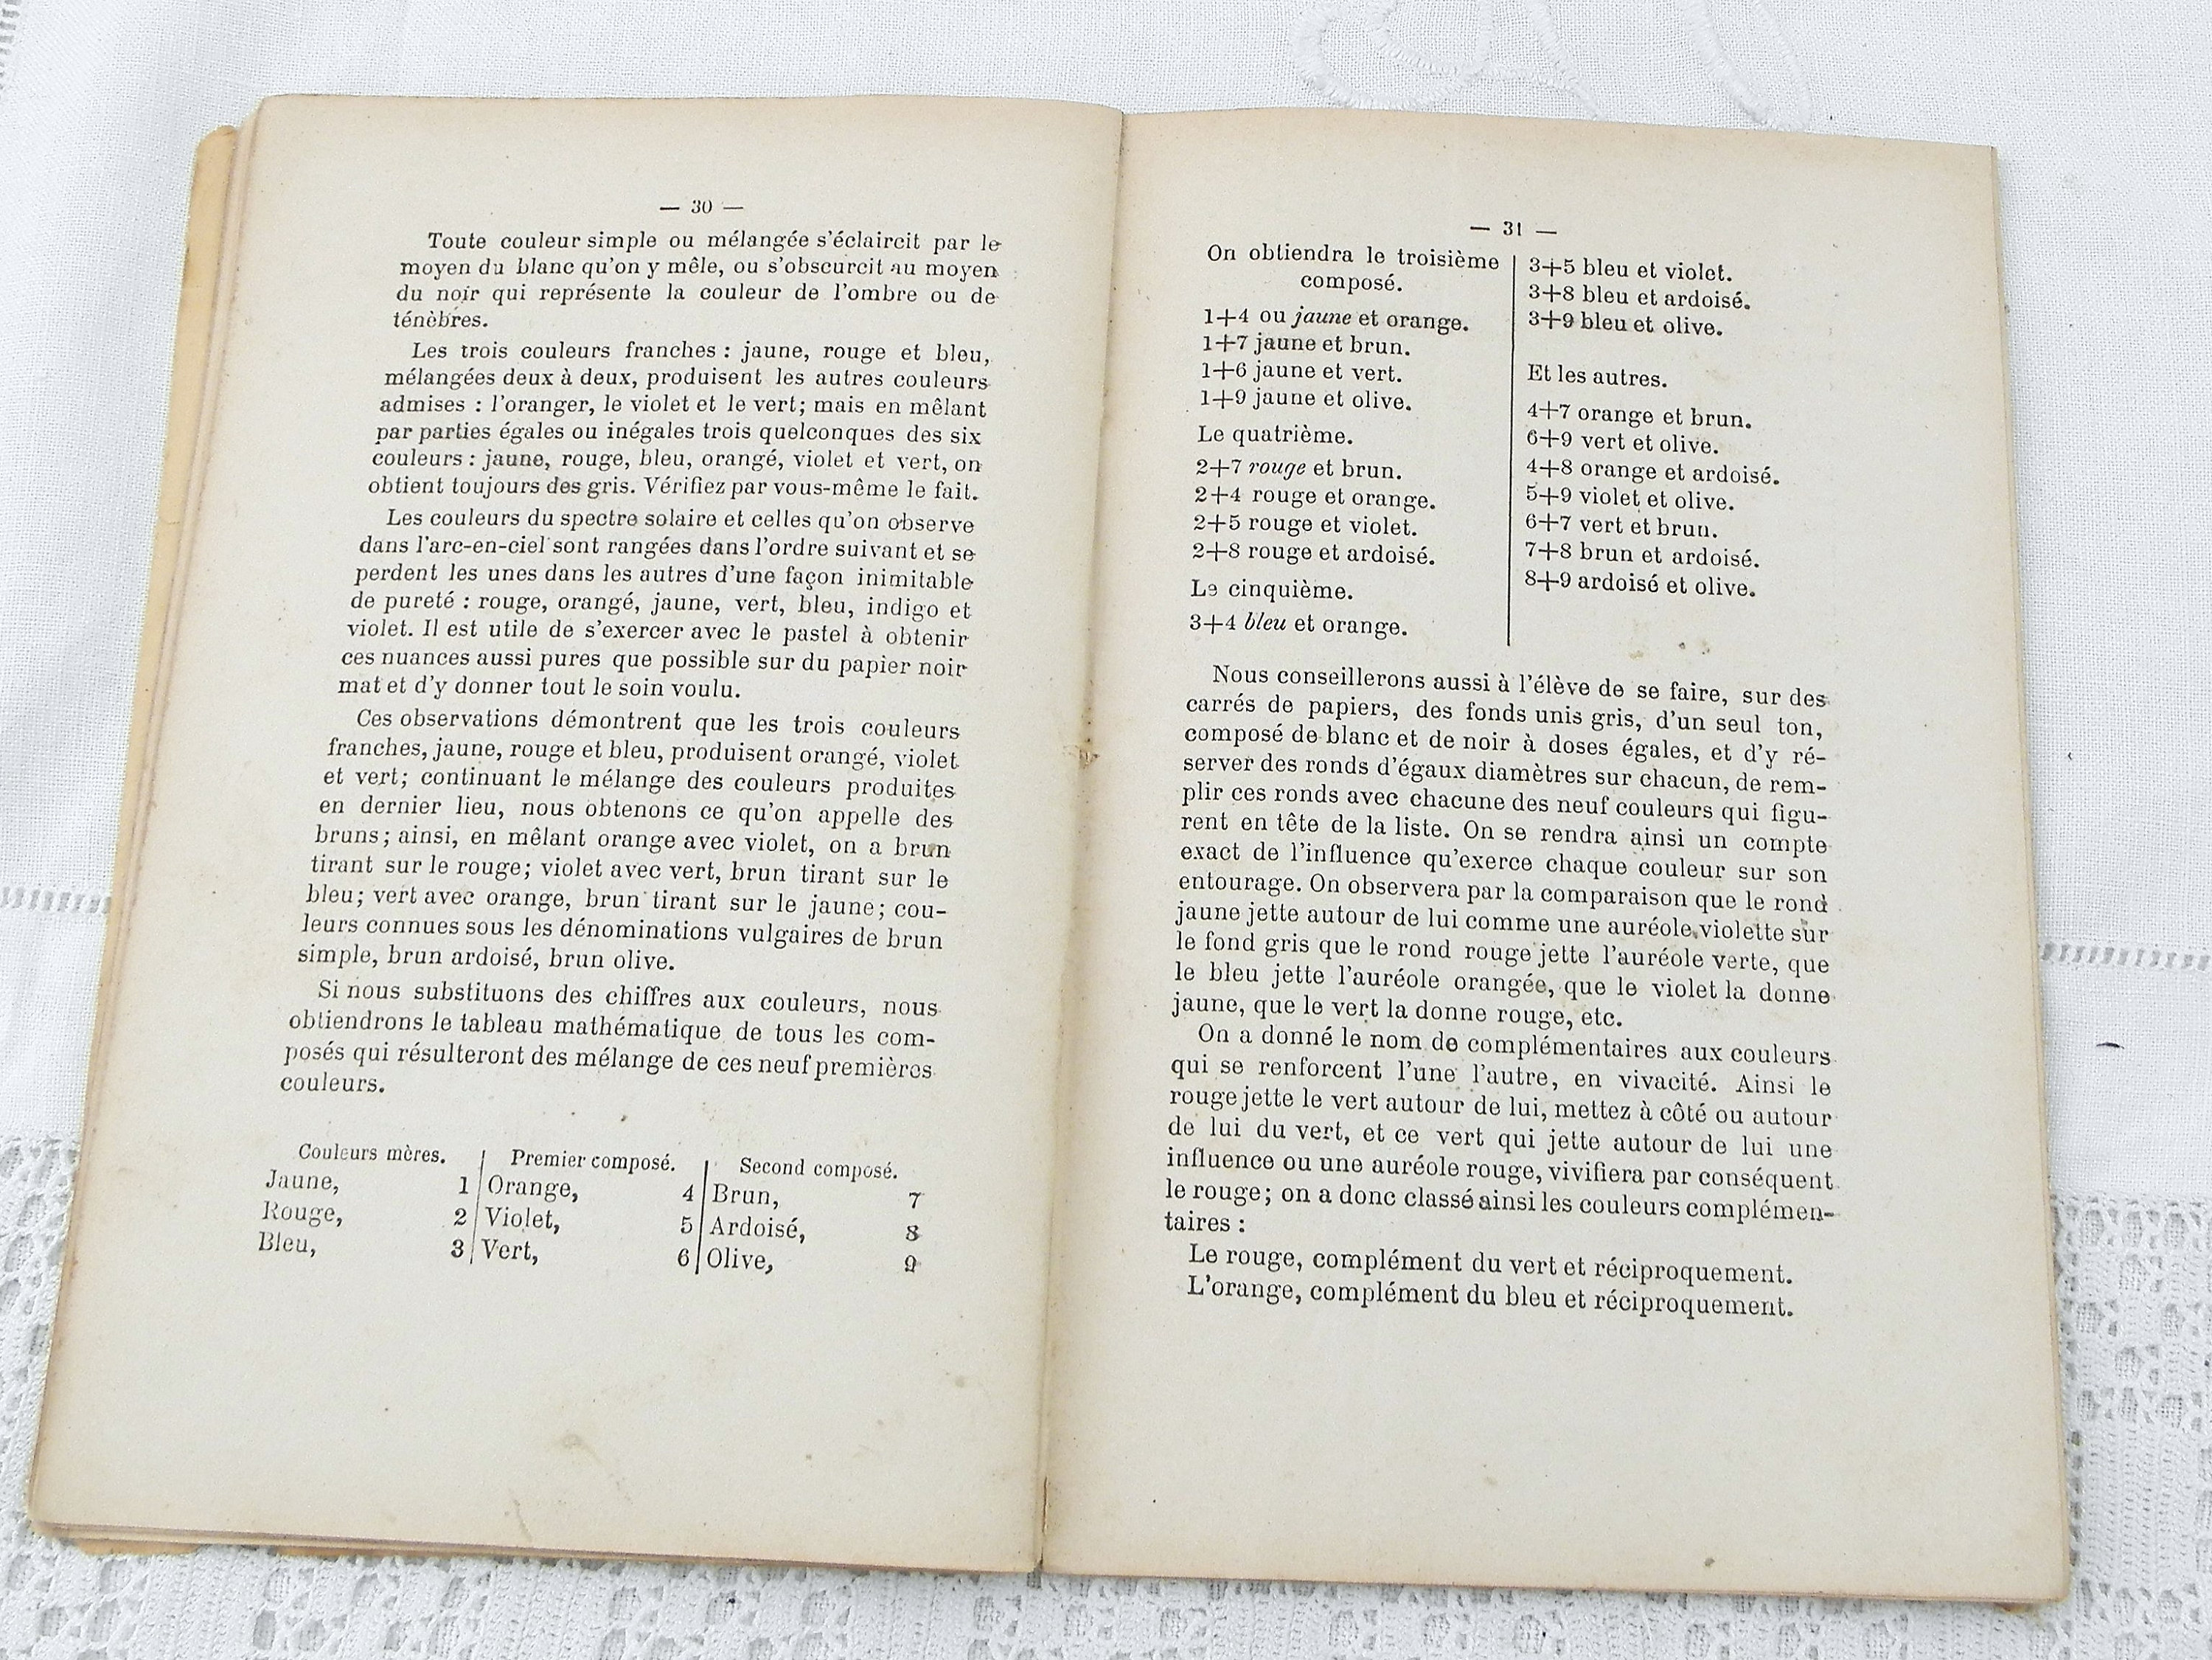 — 30 —
Toute couleur simple ou mélangée s'éclaircit par le
moyen du blanc qu'on y mêle, ou s'obscurcit au moyen
du noir qui représente la couleur de l'ombre ou de
ténèbres.
Les trois couleurs franches : jaune, rouge et bleu,
mélangées deux à deux, produisent les autres couleurs
admises : l'oranger, le violet et le vert; mais en mêlant
par parties égales ou inégales trois quelconques des six
couleurs : jaune, rouge, bleu, orangé, violet et vert, on
obtient toujours des gris. Vérifiez par vous-même le fait.
Les couleurs du spectre solaire et celles qu'on observe
dans l'arc-en-ciel sont rangées dans l'ordre suivant et se
perdent les unes dans les autres d'une façon inimitable
de pureté : rouge, orangé, jaune, vert, bleu, indigo et
violet. Il est utile de s'exercer avec le pastel à obtenir
ces nuances aussi pures que possible sur du papier noir
mat et d'y donner tout le soin voulu.
Ces observations démontrent que les trois couleurs
franches, jaune, rouge et bleu, produisent orangé, violet
et vert; continuant le mélange des couleurs produites
en dernier lieu, nous obtenons ce qu'on appelle des
bruns; ainsi, en mêlant orange avec violet, on a brun
tirant sur le rouge; violet avec vert, brun tirant sur le
bleu; vert avec orange, brun tirant sur le jaune; cou-
leurs connues sous les dénominations vulgaires de brun
simple, brun ardoisé, brun olive.
Si nous substituons des chiffres aux couleurs, nous
obtiendrons le tableau mathématique de tous les com-
posés qui résulteront des mélange de ces neuf premières
couleurs.
Couleurs mères. Premier composé. Second composé.
Jaune, 1 Orange, 4 Brun, 7
Rouge, 2 Violet, 5 Ardoisé, 8
Bleu, 3 Vert, 6 Olive, 9
— 31 —
On obtiendra le troisième
composé.
1+4 ou jaune et orange.
1+7 jaune et brun.
1+6 jaune et vert.
1+9 jaune et olive.
Le quatrième.
2+7 rouge et brun.
2+4 rouge et orange.
2+5 rouge et violet.
2+8 rouge et ardoisé.
Le cinquième.
3+4 bleu et orange.
3+5 bleu et violet.
3+8 bleu et ardoisé.
3+9 bleu et olive.
Et les autres.
4+7 orange et brun.
6+9 vert et olive.
4+8 orange et ardoisé.
5+9 violet et olive.
6+7 vert et brun.
7+8 brun et ardoisé.
8+9 ardoisé et olive.
Nous conseillerons aussi à l'élève de se faire, sur des
carrés de papiers, des fonds unis gris, d'un seul ton,
composé de blanc et de noir à doses égales, et d'y ré-
server des ronds d'égaux diamètres sur chacun, de rem-
plir ces ronds avec chacune des neuf couleurs qui figu-
rent en tête de la liste. On se rendra ainsi un compte
exact de l'influence qu'exerce chaque couleur sur son
entourage. On observera par la comparaison que le rond
jaune jette autour de lui comme une auréole violette sur
le fond gris que le rond rouge jette l'auréole verte, que
le bleu jette l'auréole orangée, que le violet la donne
jaune, que le vert la donne rouge, etc.
On a donné le nom de complémentaires aux couleurs
qui se renforcent l'une l'autre, en vivacité. Ainsi le
rouge jette le vert autour de lui, mettez à côté ou autour
de lui du vert, et ce vert qui jette autour de lui une
influence ou une auréole rouge, vivifiera par conséquent
le rouge; on a donc classé ainsi les couleurs complémen-
taires :
Le rouge, complément du vert et réciproquement.
L'orange, complément du bleu et réciproquement.